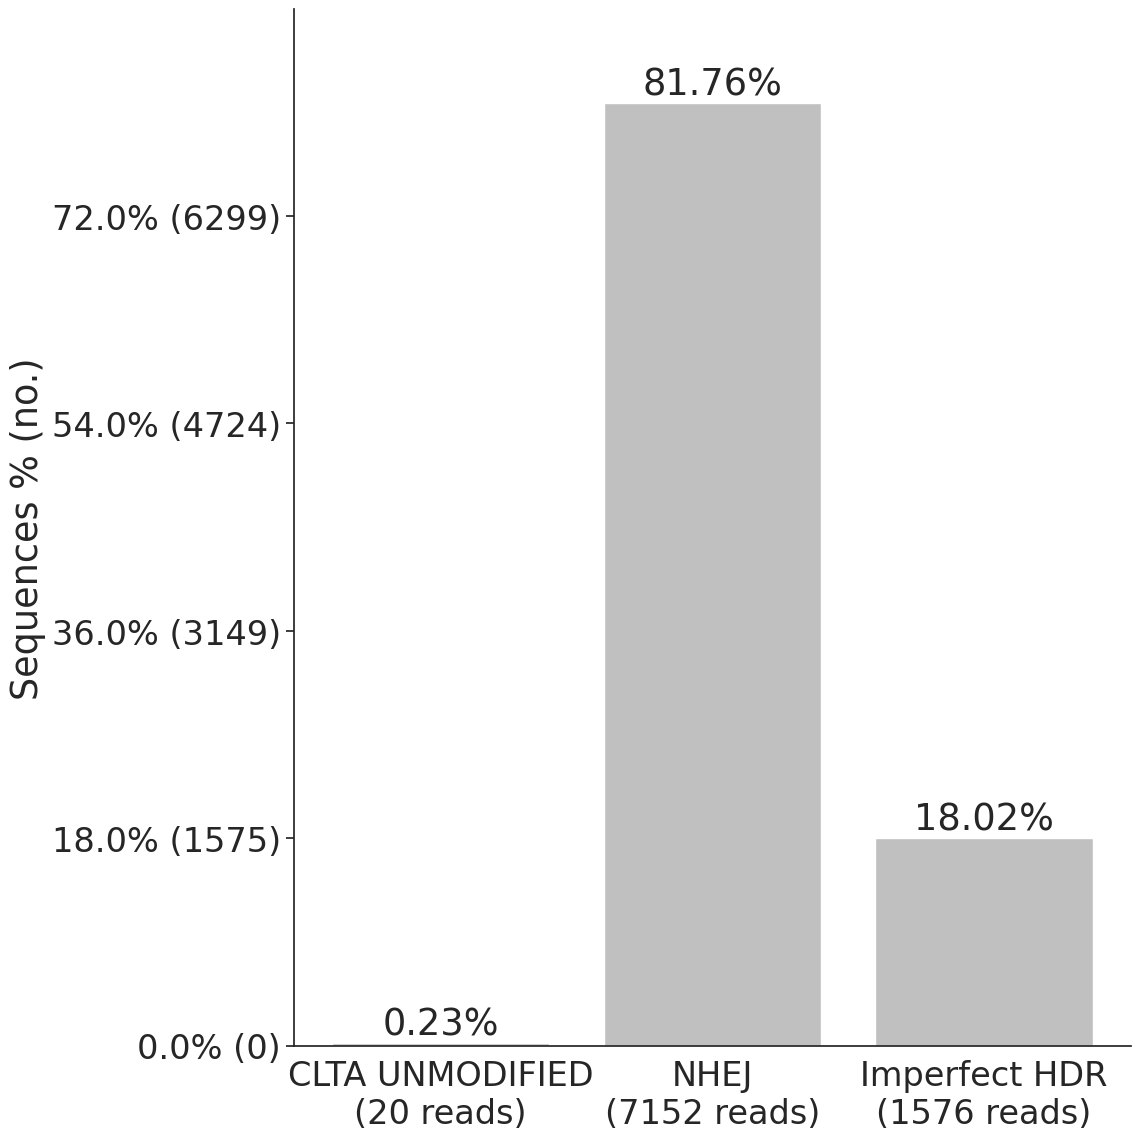 Sequences % (no.)
72.0% (6299)
54.0% (4724)
36.0% (3149)
18.0% (1575)
0.0% (0)
81.76%
18.02%
0.23%
CLTA UNMODIFIED
(20 reads)
NHEJ
(7152 reads)
Imperfect HDR
(1576 reads)